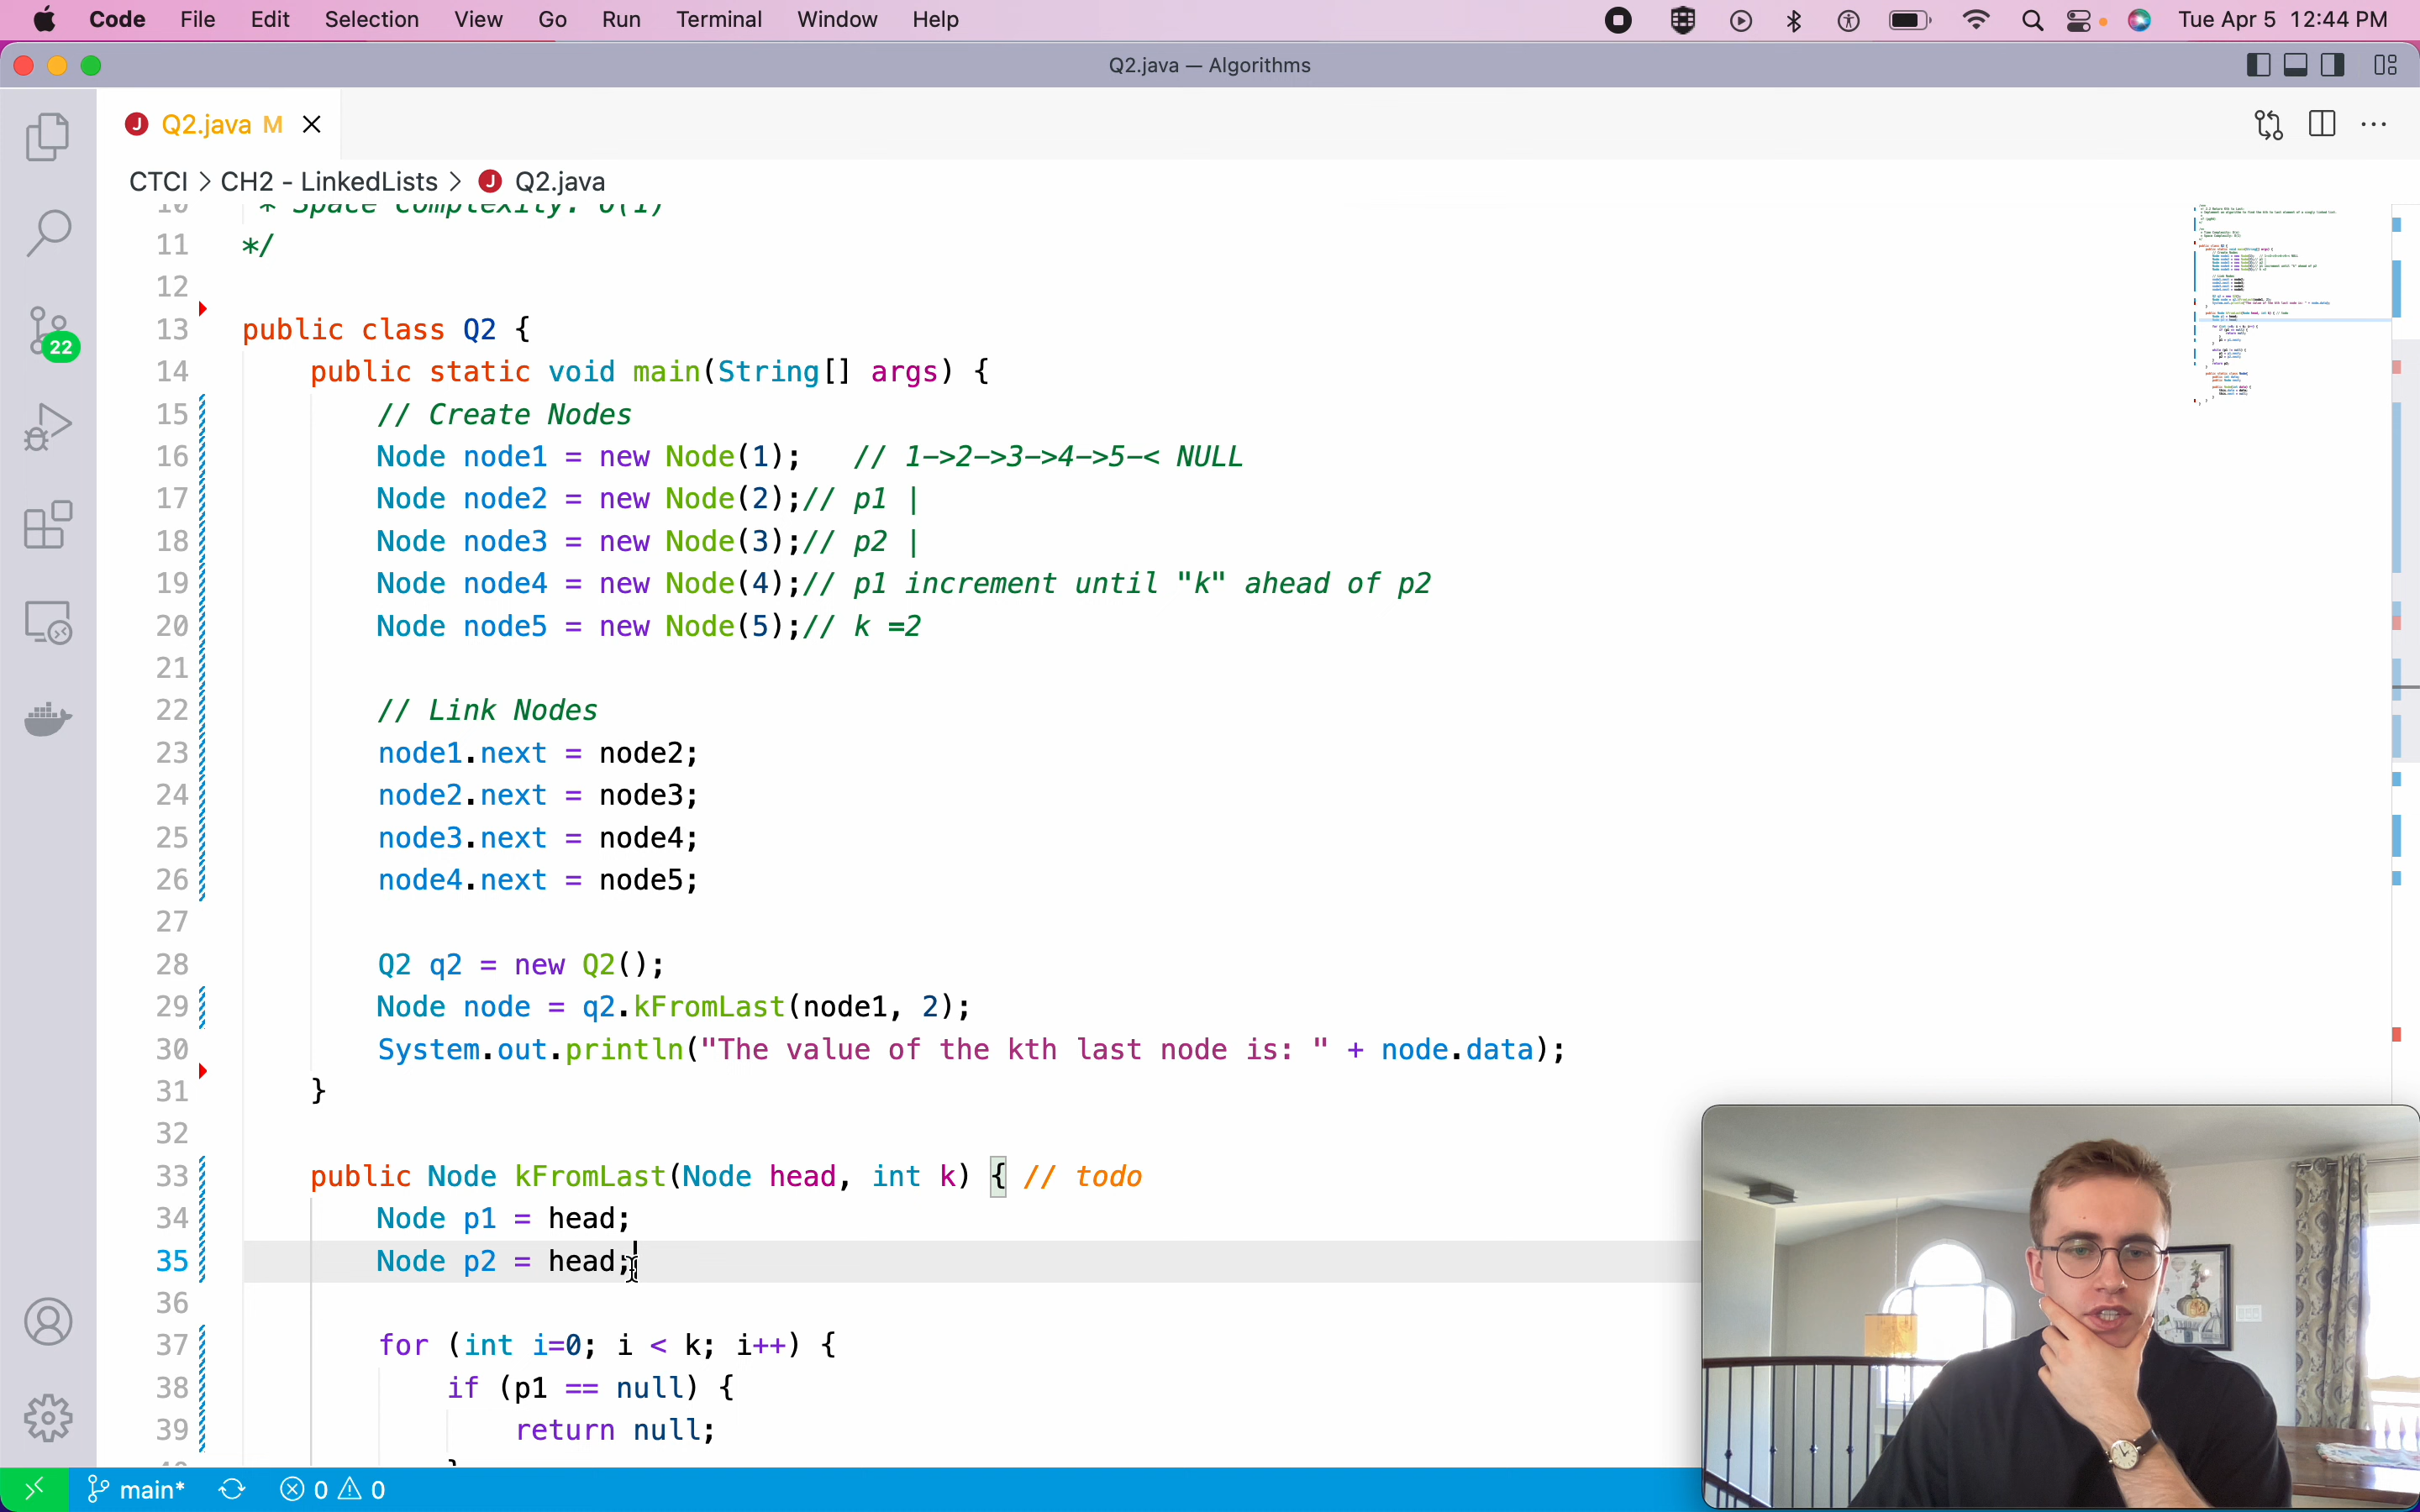 Code File Edit Selection View Go Run Terminal Window Help Tue Apr 5 12:44 PM
Q2.java — Algorithms
J Q2.java M
CTCI > CH2 - LinkedLists > J Q2.java
10 * Space Complexity: O(1)
11 */
12
13 public class Q2 {
14 public static void main(String[] args) {
15 // Create Nodes
16 Node node1 = new Node(1); // 1->2->3->4->5-< NULL
17 Node node2 = new Node(2);// p1 |
18 Node node3 = new Node(3);// p2 |
19 Node node4 = new Node(4);// p1 increment until "k" ahead of p2
20 Node node5 = new Node(5);// k =2
21
22 // Link Nodes
23 node1.next = node2;
24 node2.next = node3;
25 node3.next = node4;
26 node4.next = node5;
27
28 Q2 q2 = new Q2();
29 Node node = q2.kFromLast(node1, 2);
30 System.out.println("The value of the kth last node is: " + node.data);
31 }
32
33 public Node kFromLast(Node head, int k) { // todo
34 Node p1 = head;
35 Node p2 = head;
36
37 for (int i=0; i < k; i++) {
38 if (p1 == null) {
39 return null;
22
main* 0 0